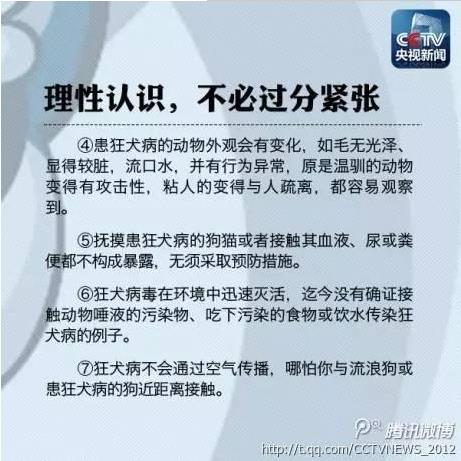 CCTV
央视新闻
理性认识，不必过分紧张
④患狂犬病的动物外观会有变化，如毛无光泽、
显得较脏，流口水，并有行为异常，原是温驯的动物
变得有攻击性，粘人的变得与人疏离，都容易观察
到。
⑤抚摸患狂犬病的狗猫或者接触其血液、尿或粪
便都不构成暴露，无须采取预防措施。
⑥狂犬病毒在环境中迅速灭活，迄今没有确证接
触动物唾液的污染物、吃下污染的食物或饮水传染狂
犬病的例子。
⑦狂犬病不会通过空气传播，哪怕你与流浪狗或
患狂犬病的狗近距离接触。
腾讯微博
http://t.qq.com/CCTVNEWS_2012